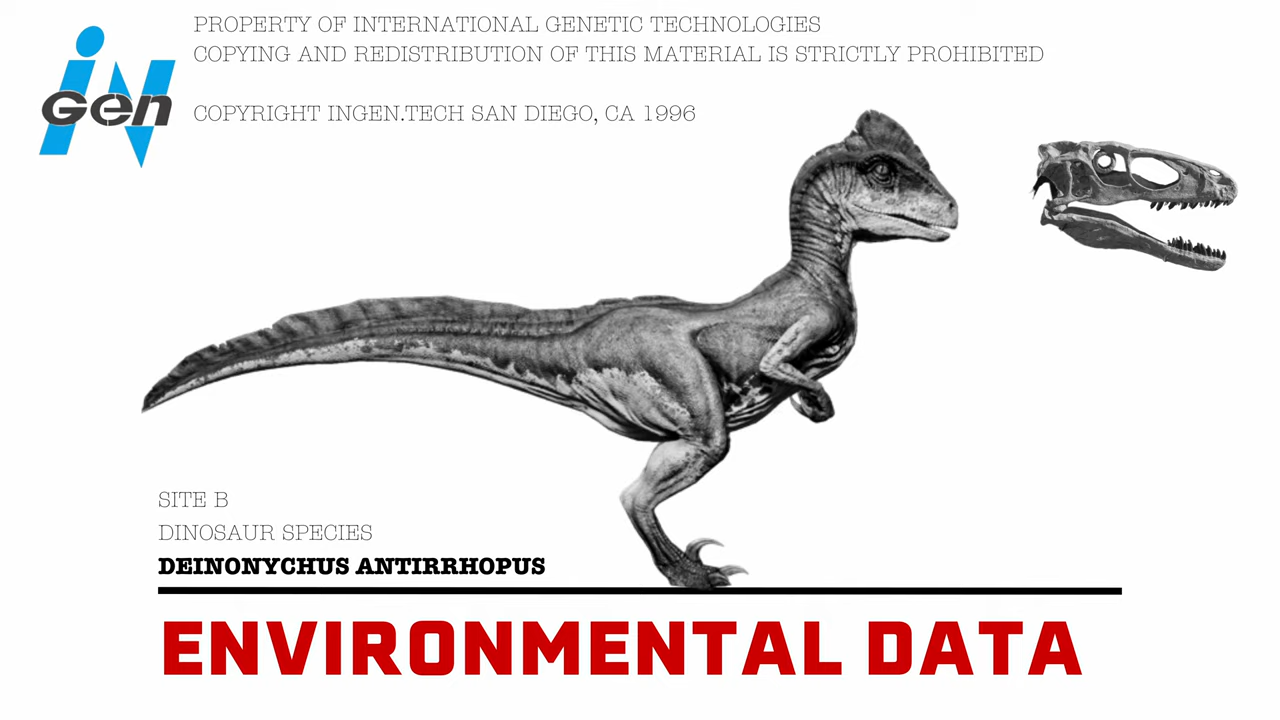 PROPERTY OF INTERNATIONAL GENETIC TECHNOLOGIES
COPYING AND REDISTRIBUTION OF THIS MATERIAL IS STRICTLY PROHIBITED
InGen
COPYRIGHT INGEN.TECH SAN DIEGO, CA 1996
SITE B
DINOSAUR SPECIES
DEINONYCHUS ANTIRRHOPUS
ENVIRONMENTAL DATA